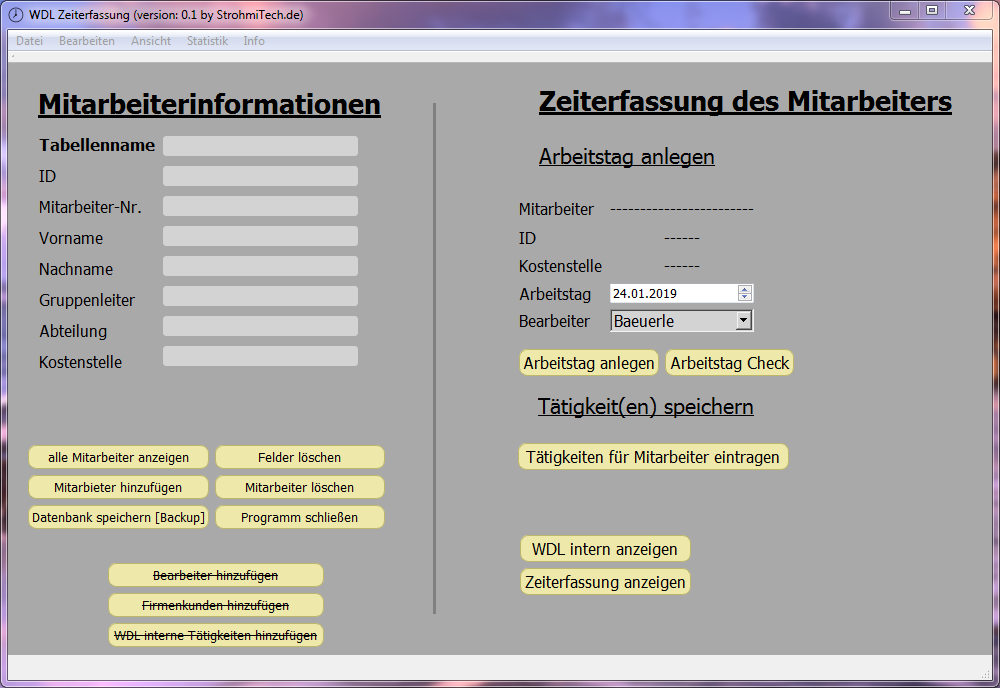 WDL Zeiterfassung (version: 0.1 by StrohmiTech.de)
Datei Bearbeiten Ansicht Statistik Info
Mitarbeiterinformationen
Tabellenname
ID
Mitarbeiter-Nr.
Vorname
Nachname
Gruppenleiter
Abteilung
Kostenstelle
alle Mitarbeiter anzeigen Felder löschen
Mitarbieter hinzufügen Mitarbeiter löschen
Datenbank speichern [Backup] Programm schließen
Bearbeiter hinzufügen
Firmenkunden hinzufügen
WDL interne Tätigkeiten hinzufügen
Zeiterfassung des Mitarbeiters
Arbeitstag anlegen
Mitarbeiter ------------------------
ID ------
Kostenstelle ------
Arbeitstag 24.01.2019
Bearbeiter Baeuerle
Arbeitstag anlegen Arbeitstag Check
Tätigkeit(en) speichern
Tätigkeiten für Mitarbeiter eintragen
WDL intern anzeigen
Zeiterfassung anzeigen